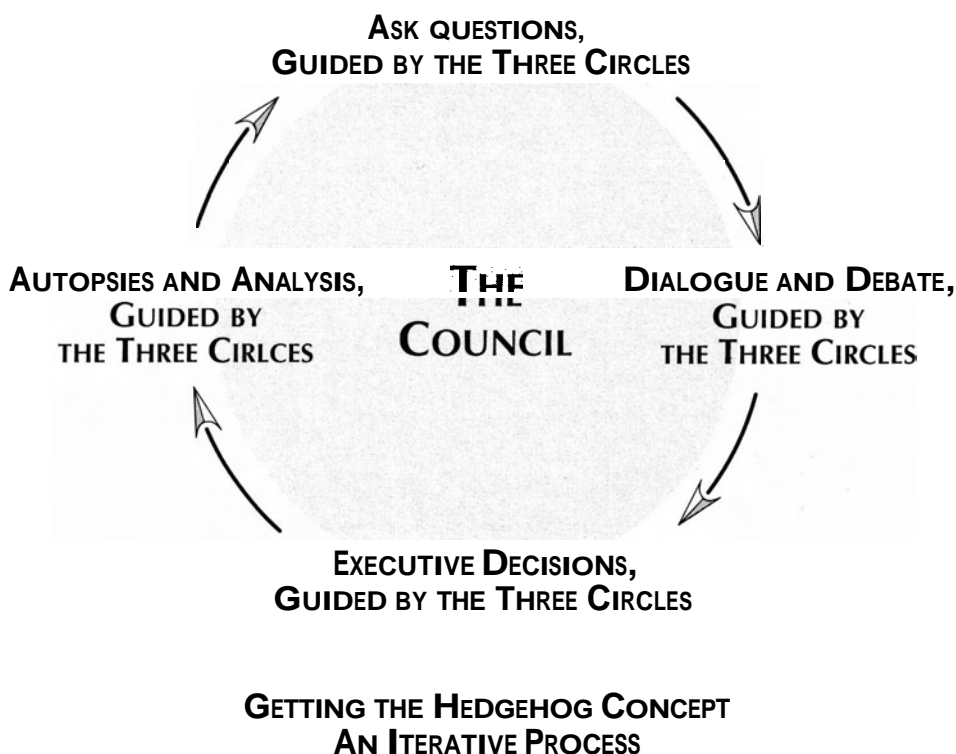 ASK QUESTIONS,
GUIDED BY THE THREE CIRCLES
AUTOPSIES AND ANALYSIS,
GUIDED BY
THE THREE CIRLCES
THE
COUNCIL
DIALOGUE AND DEBATE,
GUIDED BY
THE THREE CIRCLES
EXECUTIVE DECISIONS,
GUIDED BY THE THREE CIRCLES
GETTING THE HEDGEHOG CONCEPT
AN ITERATIVE PROCESS